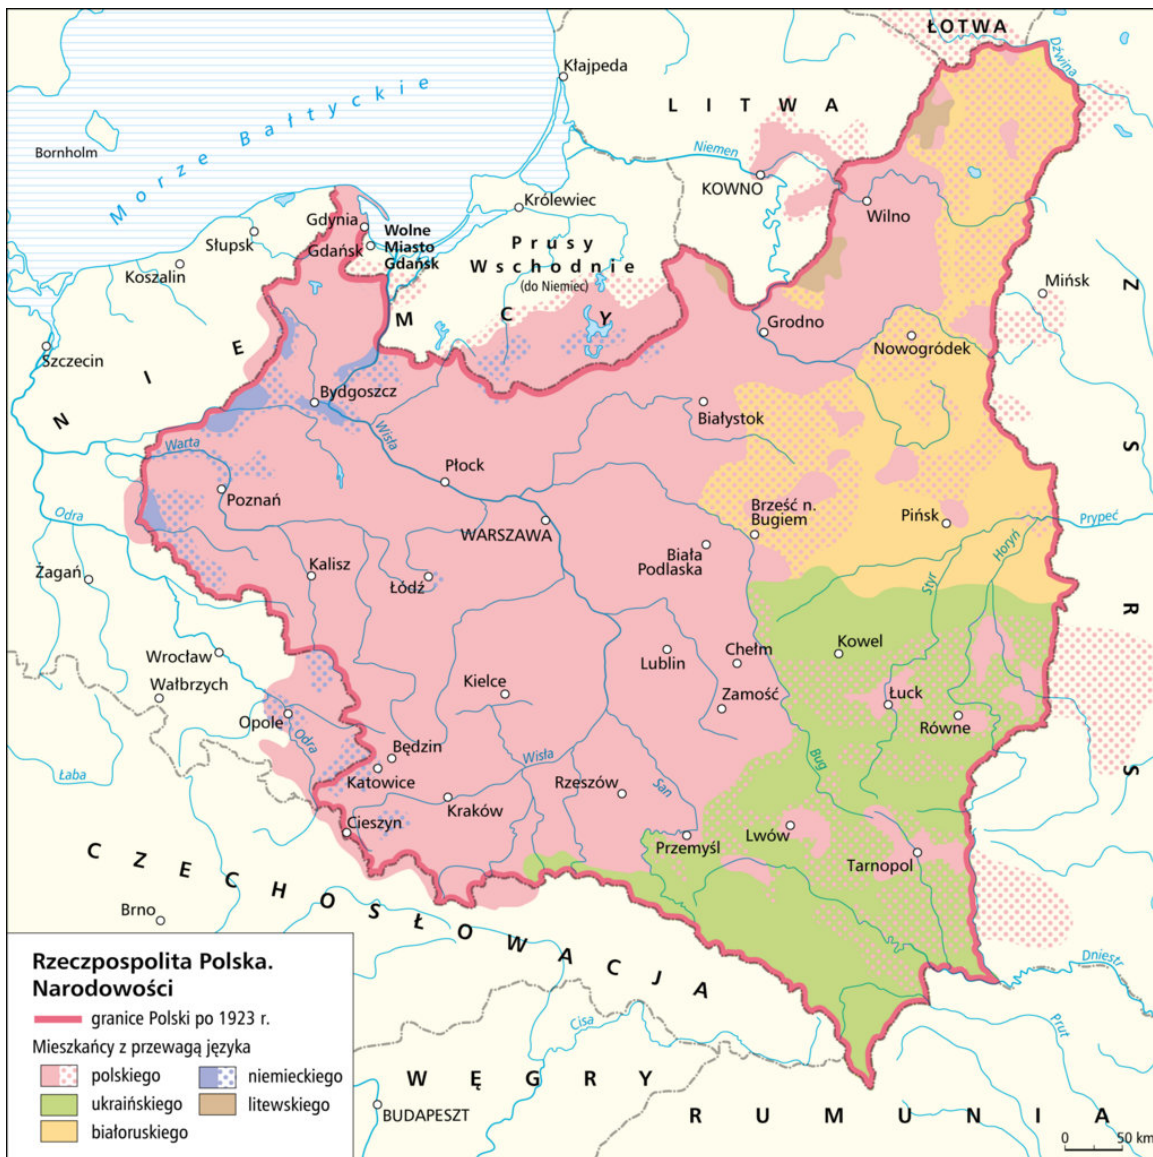 ŁOTWA
Dźwina
Kłajpeda
LITWA
Morze Bałtyckie
Bornholm
Niemen
KOWNO
Wilno
Królewiec
Gdynia
Gdańsk
Wolne
Miasto
Gdańsk
Słupsk
Koszalin
Prusy
Wschodnie
(do Niemiec)
Mińsk
Szczecin
NIEMCY
Grodno
Nowogródek
ZSRS
Bydgoszcz
Białystok
Wisła
Warta
Płock
Poznań
WARSZAWA
Brześć n.
Bugiem
Pińsk
Prypeć
Horyń
Styr
Odra
Biała
Podlaska
Kalisz
Łódź
Żagań
Wrocław
Wałbrzych
Lublin
Chełm
Kowel
Kielce
Zamość
Łuck
Równe
Opole
Odra
Będzin
Katowice
Wisła
Rzeszów
San
Bug
Łaba
Kraków
Cieszyn
Przemyśl
Lwów
Tarnopol
CZECHOSŁOWACJA
Brno
Dniestr
Cisa
Prut
WĘGRY
BUDAPESZT
RUMUNIA
Rzeczpospolita Polska.
Narodowości
granice Polski po 1923 r.
Mieszkańcy z przewagą języka
polskiego
niemieckiego
ukraińskiego
litewskiego
białoruskiego
0 50 km